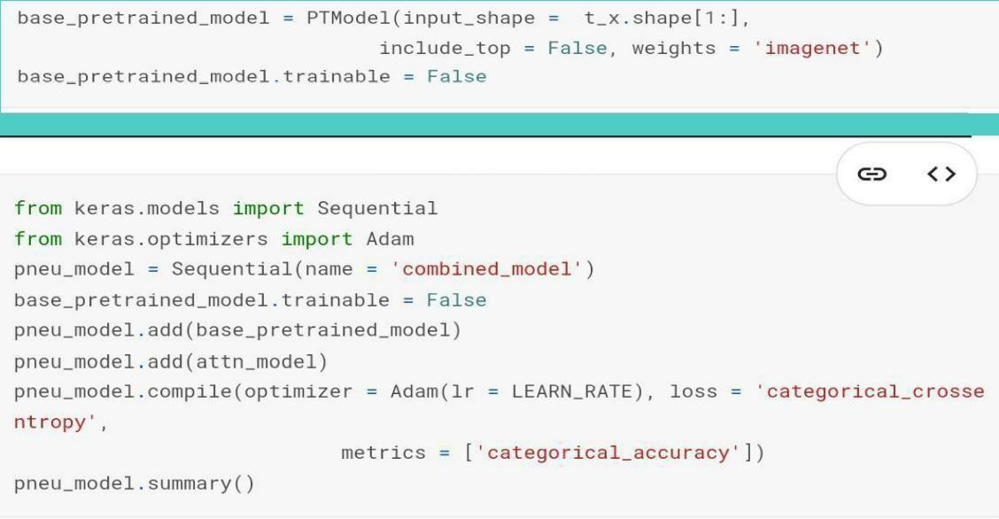 base_pretrained_model = PTModel(input_shape =  t_x.shape[1:],
                              include_top = False, weights = 'imagenet')
base_pretrained_model.trainable = False
from keras.models import Sequential
from keras.optimizers import Adam
pneu_model = Sequential(name = 'combined_model')
base_pretrained_model.trainable = False
pneu_model.add(base_pretrained_model)
pneu_model.add(attn_model)
pneu_model.compile(optimizer = Adam(lr = LEARN_RATE), loss = 'categorical_crosse
ntropy',
                           metrics = ['categorical_accuracy'])
pneu_model.summary()